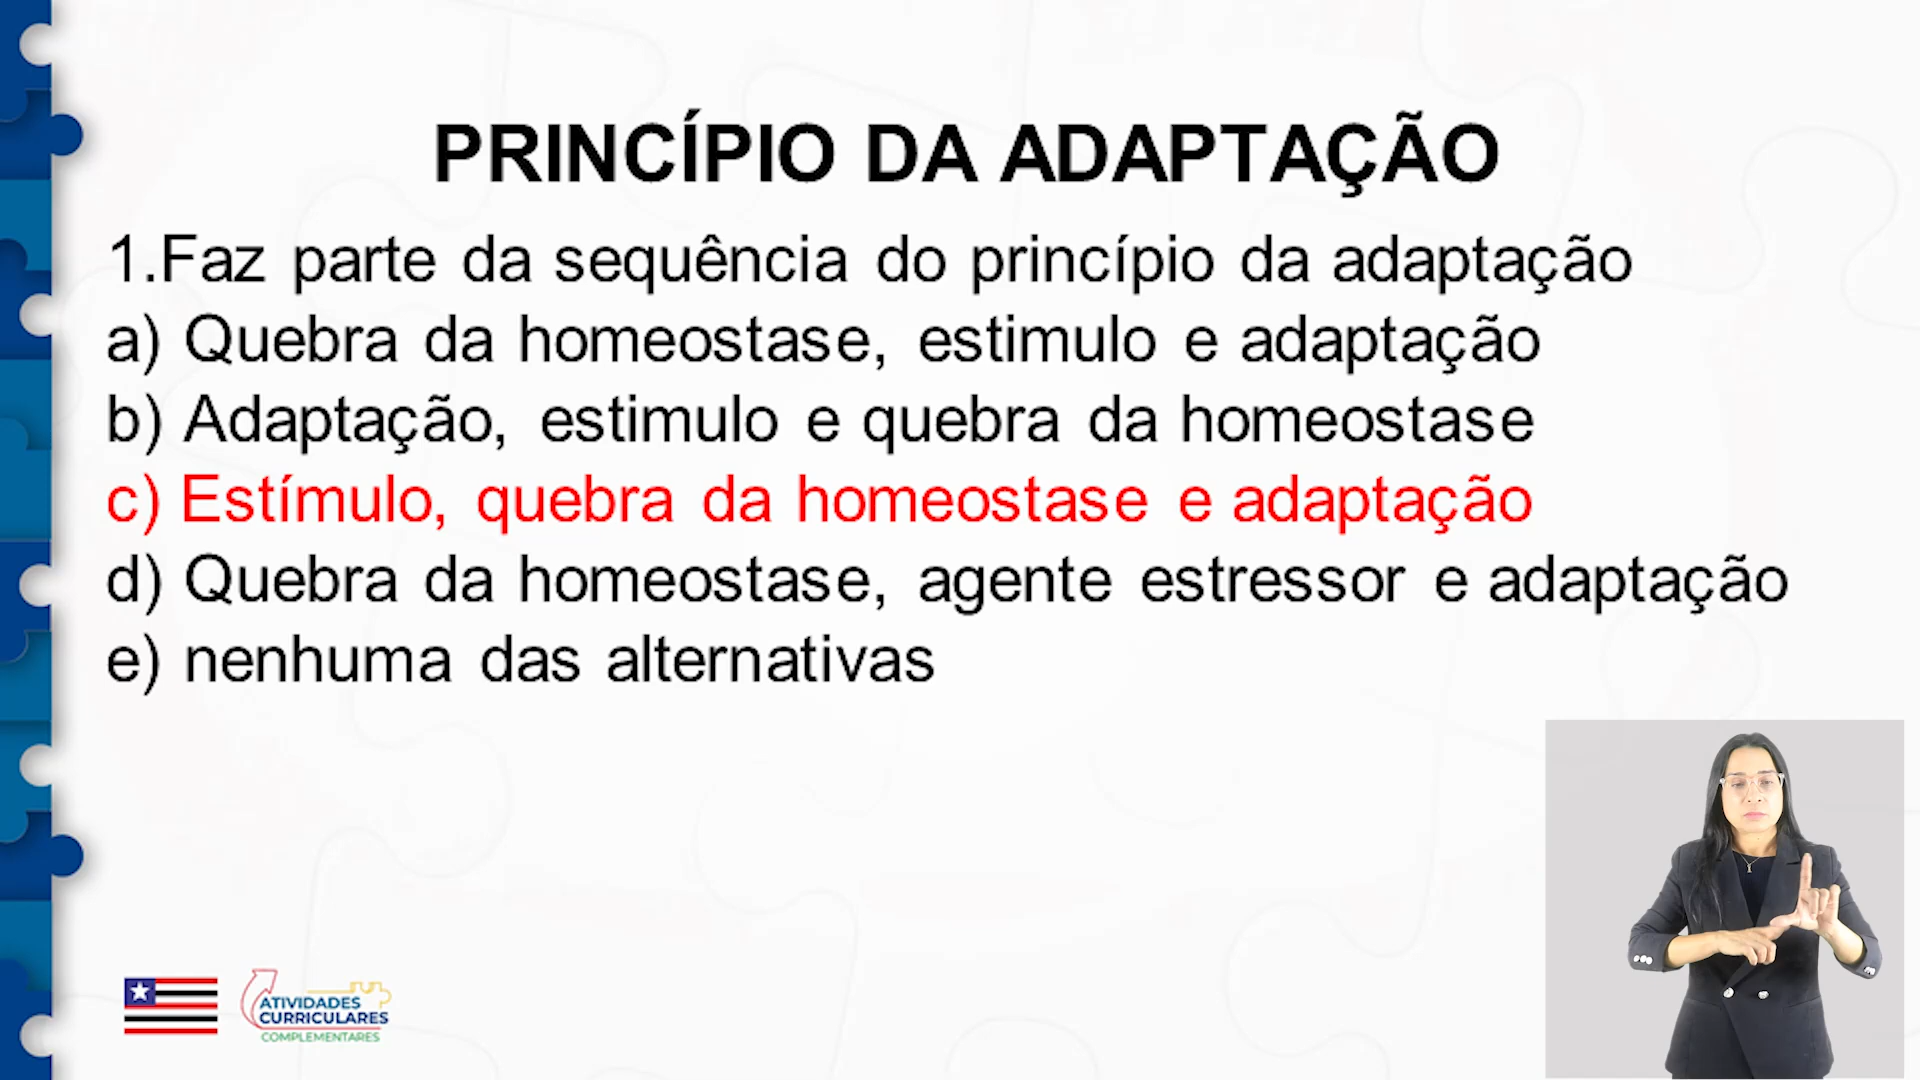 PRINCÍPIO DA ADAPTAÇÃO
1.Faz parte da sequência do princípio da adaptação
a) Quebra da homeostase, estimulo e adaptação
b) Adaptação, estimulo e quebra da homeostase
c) Estímulo, quebra da homeostase e adaptação
d) Quebra da homeostase, agente estressor e adaptação
e) nenhuma das alternativas
ATIVIDADES
CURRICULARES
COMPLEMENTARES